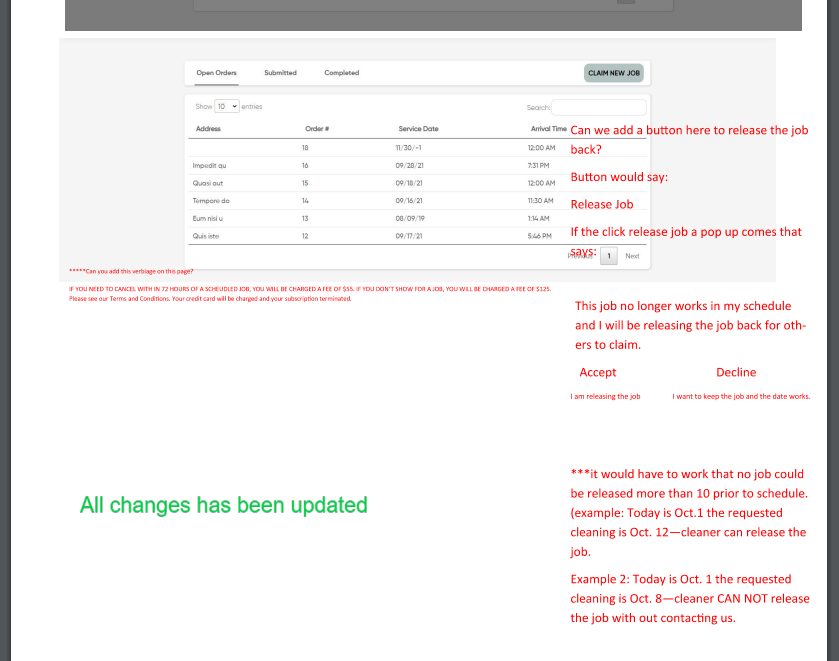 Open Orders Submitted Completed CLAIM NEW JOB
Show 10 entries Search:
Address Order # Service Date Arrival Time
18 11/30/-1 12:00 AM
Impedit qu 16 09/28/21 7:31 PM
Quasi aut 15 09/18/21 12:00 AM
Tempore do 14 09/16/21 11:30 AM
Eum nisi u 13 08/09/19 1:14 AM
Quis iste 12 09/17/21 5:46 PM
Previous 1 Next
*****Can you add this verbiage on this page?
IF YOU NEED TO CANCEL WITH IN 72 HOURS OF A SCHEUDLED JOB, YOU WILL BE CHARGED A FEE OF $55. IF YOU DON'T SHOW FOR A JOB, YOU WILL BE CHARGED A FEE OF $125.
Please see our Terms and Conditions. Your credit card will be charged and your subscription terminated.
Can we add a button here to release the job
back?
Button would say:
Release Job
If the click release job a pop up comes that
says:
This job no longer works in my schedule
and I will be releasing the job back for oth-
ers to claim.
Accept Decline
I am releasing the job I want to keep the job and the date works.
All changes has been updated
***it would have to work that no job could
be released more than 10 prior to schedule.
(example: Today is Oct.1 the requested
cleaning is Oct. 12—cleaner can release the
job.
Example 2: Today is Oct. 1 the requested
cleaning is Oct. 8—cleaner CAN NOT release
the job with out contacting us.